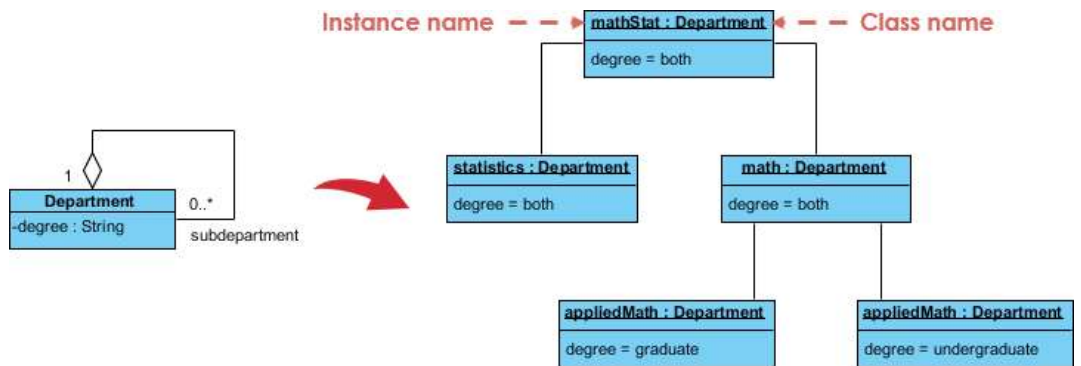 Instance name
mathStat : Department
Class name
degree = both
1
Department
-degree : String
0..*
subdepartment
statistics : Department
degree = both
math : Department
degree = both
appliedMath : Department
degree = graduate
appliedMath : Department
degree = undergraduate